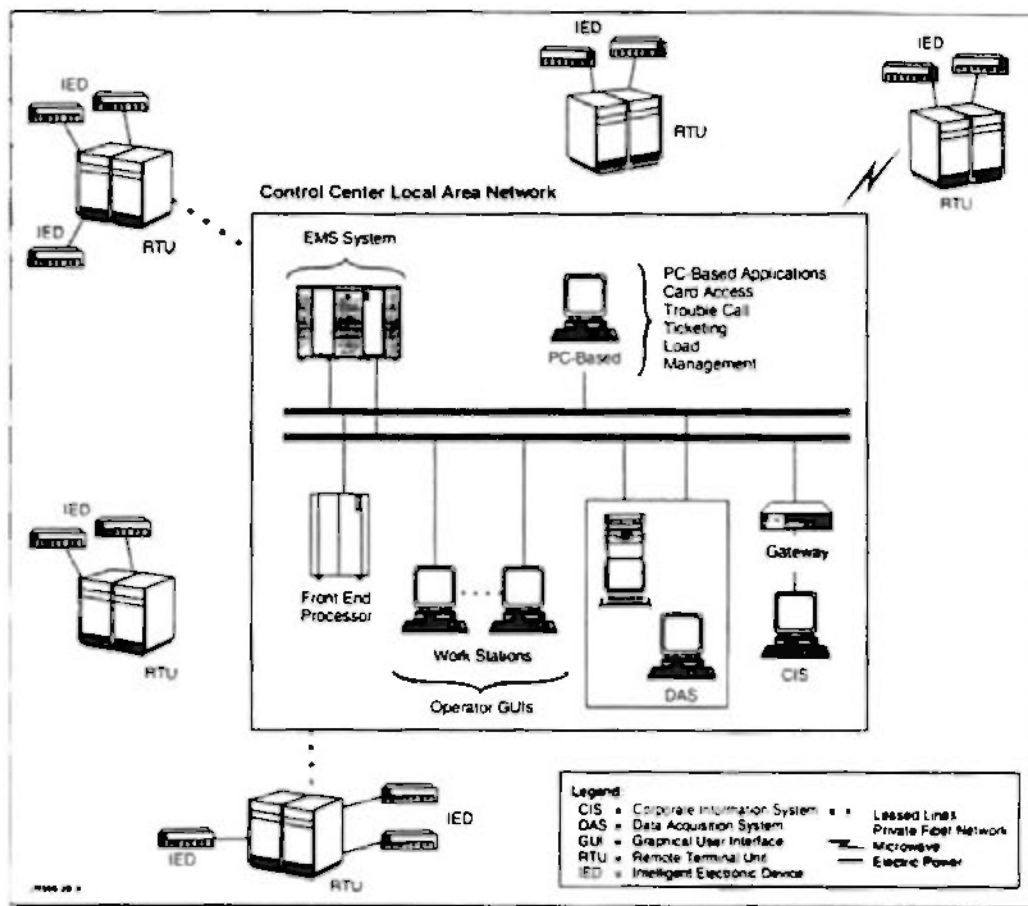 IED
IED
RTU
IED
RTU
IED
RTU
Control Center Local Area Network
EMS System
PC-Based
PC-Based Applications
Card Access
Trouble Call
Ticketing
Load
Management
IED
RTU
Front End
Processor
Work Stations
Operator GUIs
DAS
Gateway
CIS
IED
IED
RTU
Legend
CIS = Corporate Information System
DAS = Data Acquisition System
GUI = Graphical User Interface
RTU = Remote Terminal Unit
IED = Intelligent Electronic Device
Leased Lines
Private Fiber Network
Microwave
Electric Power